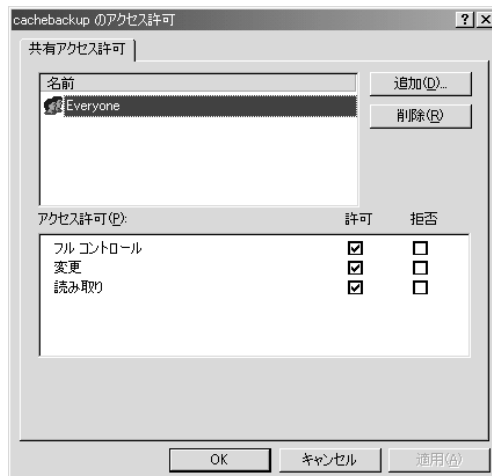 cachebackup のアクセス許可
共有アクセス許可
名前
追加(D)...
Everyone
削除(R)
アクセス許可(P):
許可
拒否
フル コントロール
変更
読み取り
OK
キャンセル
適用(A)